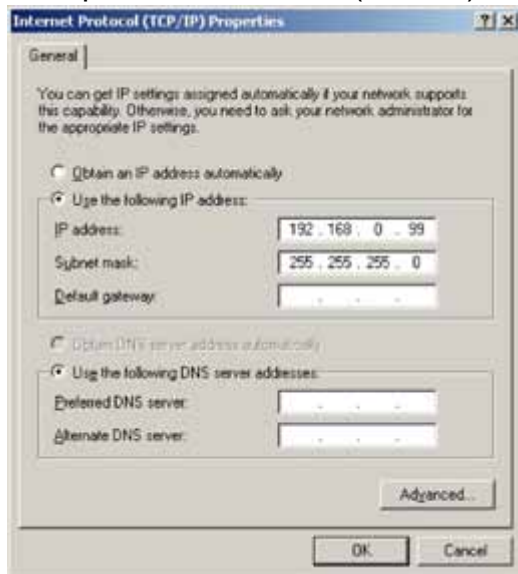 Internet Protocol (TCP/IP) Properties
General
You can get IP settings assigned automatically if your network supports
this capability. Otherwise, you need to ask your network administrator for
the appropriate IP settings.
Obtain an IP address automatically
Use the following IP address:
IP address: 192 . 168 . 0 . 99
Subnet mask: 255 . 255 . 255 . 0
Default gateway: . . .
Obtain DNS server address automatically
Use the following DNS server addresses:
Preferred DNS server: . . .
Alternate DNS server: . . .
Advanced...
OK Cancel